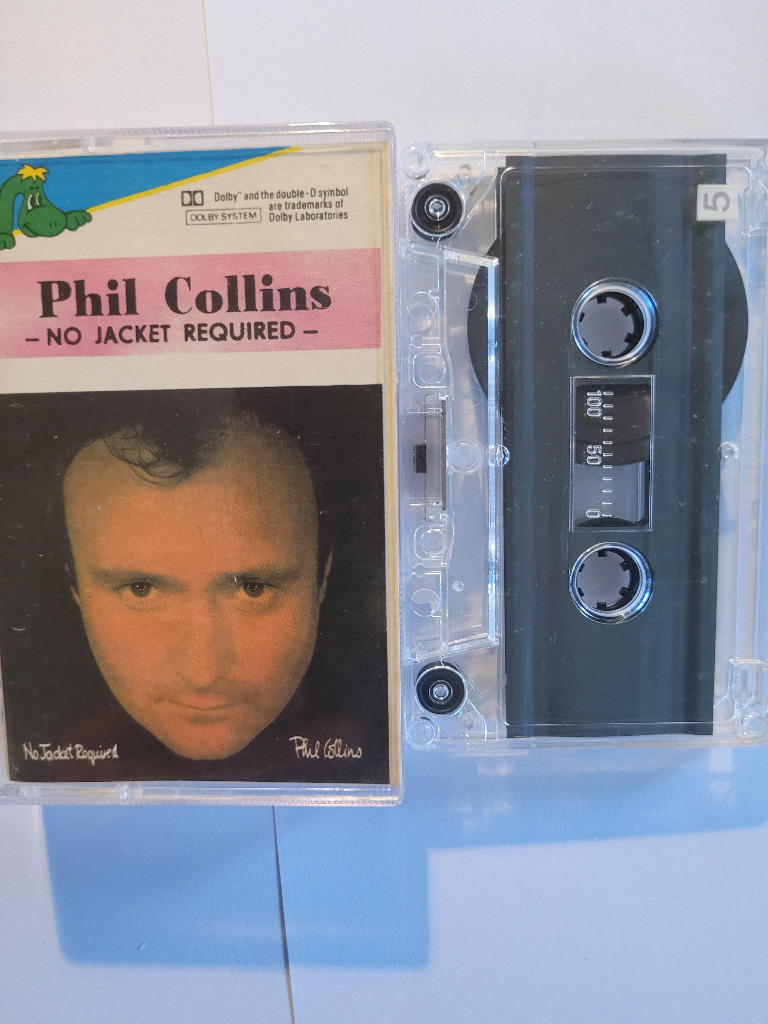 Dolby™ and the double-D symbol
are trademarks of
DOLBY SYSTEM Dolby Laboratories
Phil Collins
– NO JACKET REQUIRED –
No Jacket Required
Phil Collins
5
100
50
0